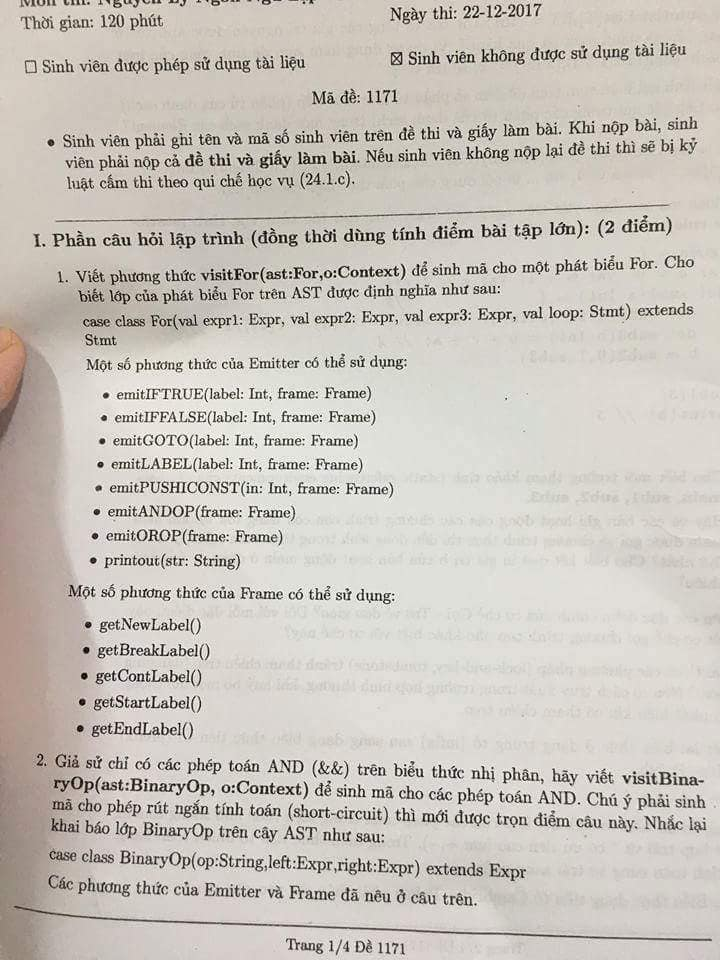 Thời gian: 120 phút
Ngày thi: 22-12-2017
☐ Sinh viên được phép sử dụng tài liệu
☒ Sinh viên không được sử dụng tài liệu
Mã đề: 1171
• Sinh viên phải ghi tên và mã số sinh viên trên đề thi và giấy làm bài. Khi nộp bài, sinh
viên phải nộp cả đề thi và giấy làm bài. Nếu sinh viên không nộp lại đề thi thì sẽ bị kỷ
luật cấm thi theo qui chế học vụ (24.1.c).
I. Phần câu hỏi lập trình (đồng thời dùng tính điểm bài tập lớn): (2 điểm)
1. Viết phương thức visitFor(ast:For,o:Context) để sinh mã cho một phát biểu For. Cho
biết lớp của phát biểu For trên AST được định nghĩa như sau:
case class For(val expr1: Expr, val expr2: Expr, val expr3: Expr, val loop: Stmt) extends
Stmt
Một số phương thức của Emitter có thể sử dụng:
• emitIFTRUE(label: Int, frame: Frame)
• emitIFFALSE(label: Int, frame: Frame)
• emitGOTO(label: Int, frame: Frame)
• emitLABEL(label: Int, frame: Frame)
• emitPUSHICONST(in: Int, frame: Frame)
• emitANDOP(frame: Frame)
• emitOROP(frame: Frame)
• printout(str: String)
Một số phương thức của Frame có thể sử dụng:
• getNewLabel()
• getBreakLabel()
• getContLabel()
• getStartLabel()
• getEndLabel()
2. Giả sử chỉ có các phép toán AND (&&) trên biểu thức nhị phân, hãy viết visitBina-
ryOp(ast:BinaryOp, o:Context) để sinh mã cho các phép toán AND. Chú ý phải sinh
mã cho phép rút ngắn tính toán (short-circuit) thì mới được trọn điểm câu này. Nhắc lại
khai báo lớp BinaryOp trên cây AST như sau:
case class BinaryOp(op:String,left:Expr,right:Expr) extends Expr
Các phương thức của Emitter và Frame đã nêu ở câu trên.
Trang 1/4 Đề 1171